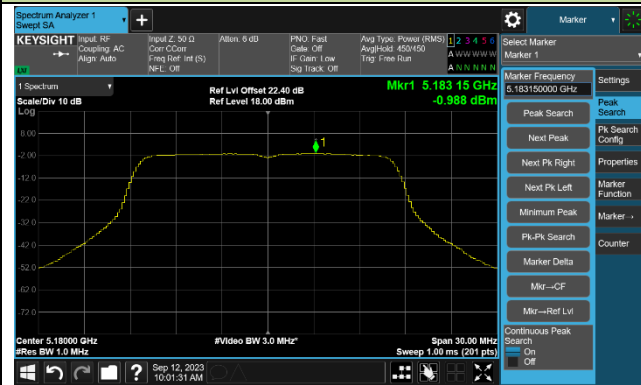 Spectrum Analyzer 1
Swept SA
+
Marker
KEYSIGHT
Input: RF
Coupling: AC
Align: Auto
Input Z: 50 Ω
Corr CCorr
Freq Ref: Int (S)
NFE: Off
Atten: 6 dB
PNO: Fast
Gate: Off
IF Gain: Low
Sig Track: Off
Avg Type: Power (RMS)
Avg|Hold: 450/450
Trig: Free Run
1 2 3 4 5 6
A W W W W W
A N N N N N
LXI
Select Marker
Marker 1
1 Spectrum
Scale/Div 10 dB
Log
Ref Lvl Offset 22.40 dB
Ref Level 18.00 dBm
Mkr1 5.183 15 GHz
-0.988 dBm
8.00
-2.00
-12.0
-22.0
-32.0
-42.0
-52.0
-62.0
-72.0
1
Center 5.18000 GHz
#Res BW 1.0 MHz
#Video BW 3.0 MHz*
Span 30.00 MHz
Sweep 1.00 ms (201 pts)
Marker Frequency
5.183150000 GHz
Peak Search
Next Peak
Next Pk Right
Next Pk Left
Minimum Peak
Pk-Pk Search
Marker Delta
Mkr→CF
Mkr→Ref Lvl
Continuous Peak
Search
On
Off
Settings
Peak
Search
Pk Search
Config
Properties
Marker
Function
Marker→
Counter
?
Sep 12, 2023
10:01:31 AM